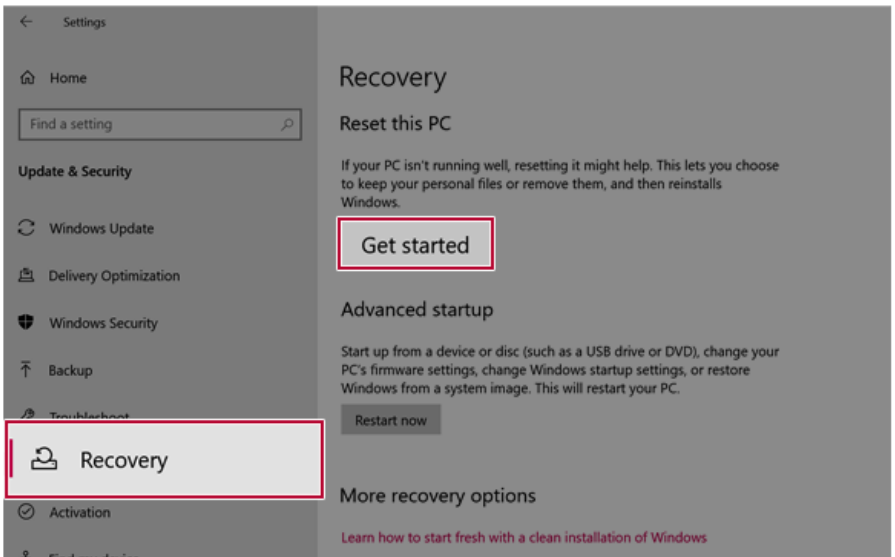 Settings
Home
Find a setting
Update & Security
Windows Update
Delivery Optimization
Windows Security
Backup
Troubleshoot
Recovery
Activation
Recovery
Reset this PC
If your PC isn't running well, resetting it might help. This lets you choose
to keep your personal files or remove them, and then reinstalls
Windows.
Get started
Advanced startup
Start up from a device or disc (such as a USB drive or DVD), change your
PC's firmware settings, change Windows startup settings, or restore
Windows from a system image. This will restart your PC.
Restart now
More recovery options
Learn how to start fresh with a clean installation of Windows